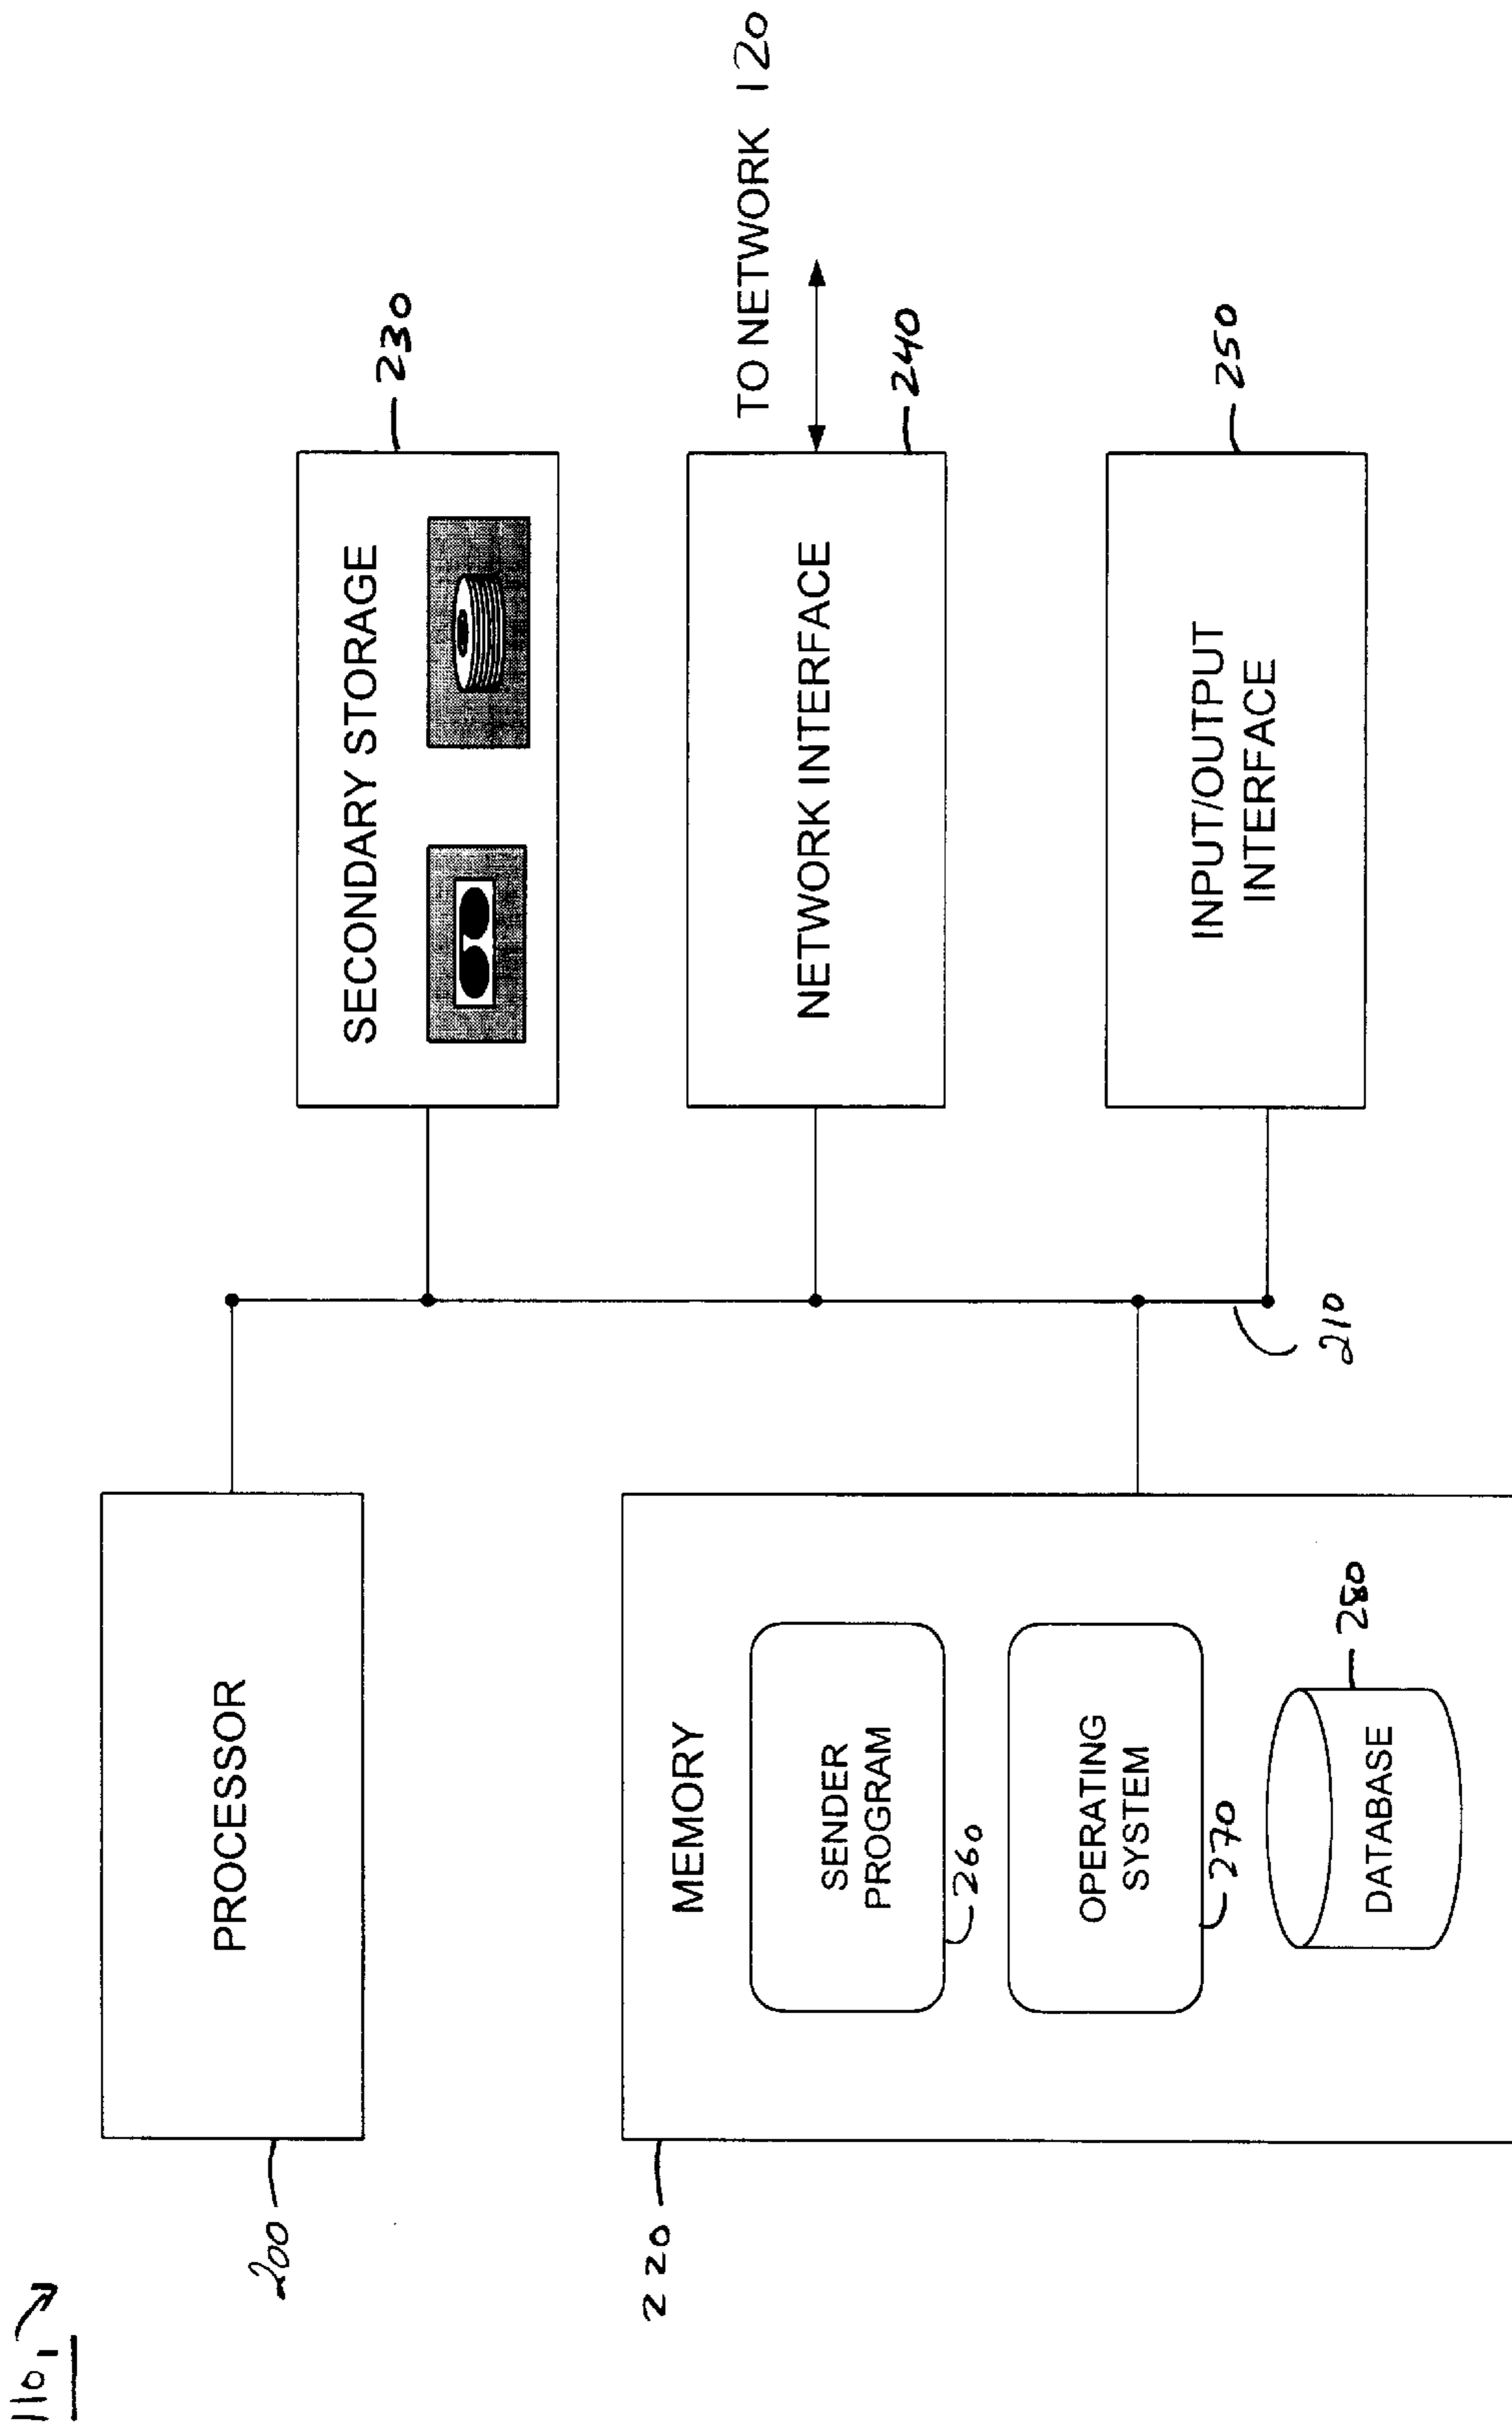 110₁
200
PROCESSOR
220
MEMORY
SENDER
PROGRAM
260
OPERATING
SYSTEM
270
DATABASE
280
210
SECONDARY STORAGE
230
TO NETWORK 120
NETWORK INTERFACE
240
INPUT/OUTPUT
INTERFACE
250